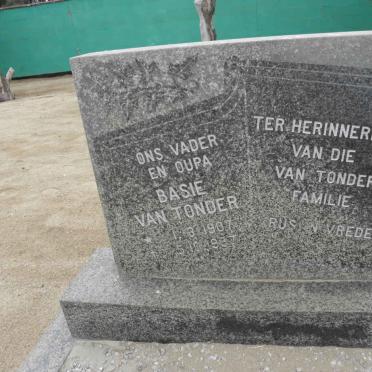 ONS VADER
EN OUPA
BASIE
VAN TONDER
TER HERINNERI
VAN DIE
VAN TONDER
FAMILIE
RUS IN VREDE